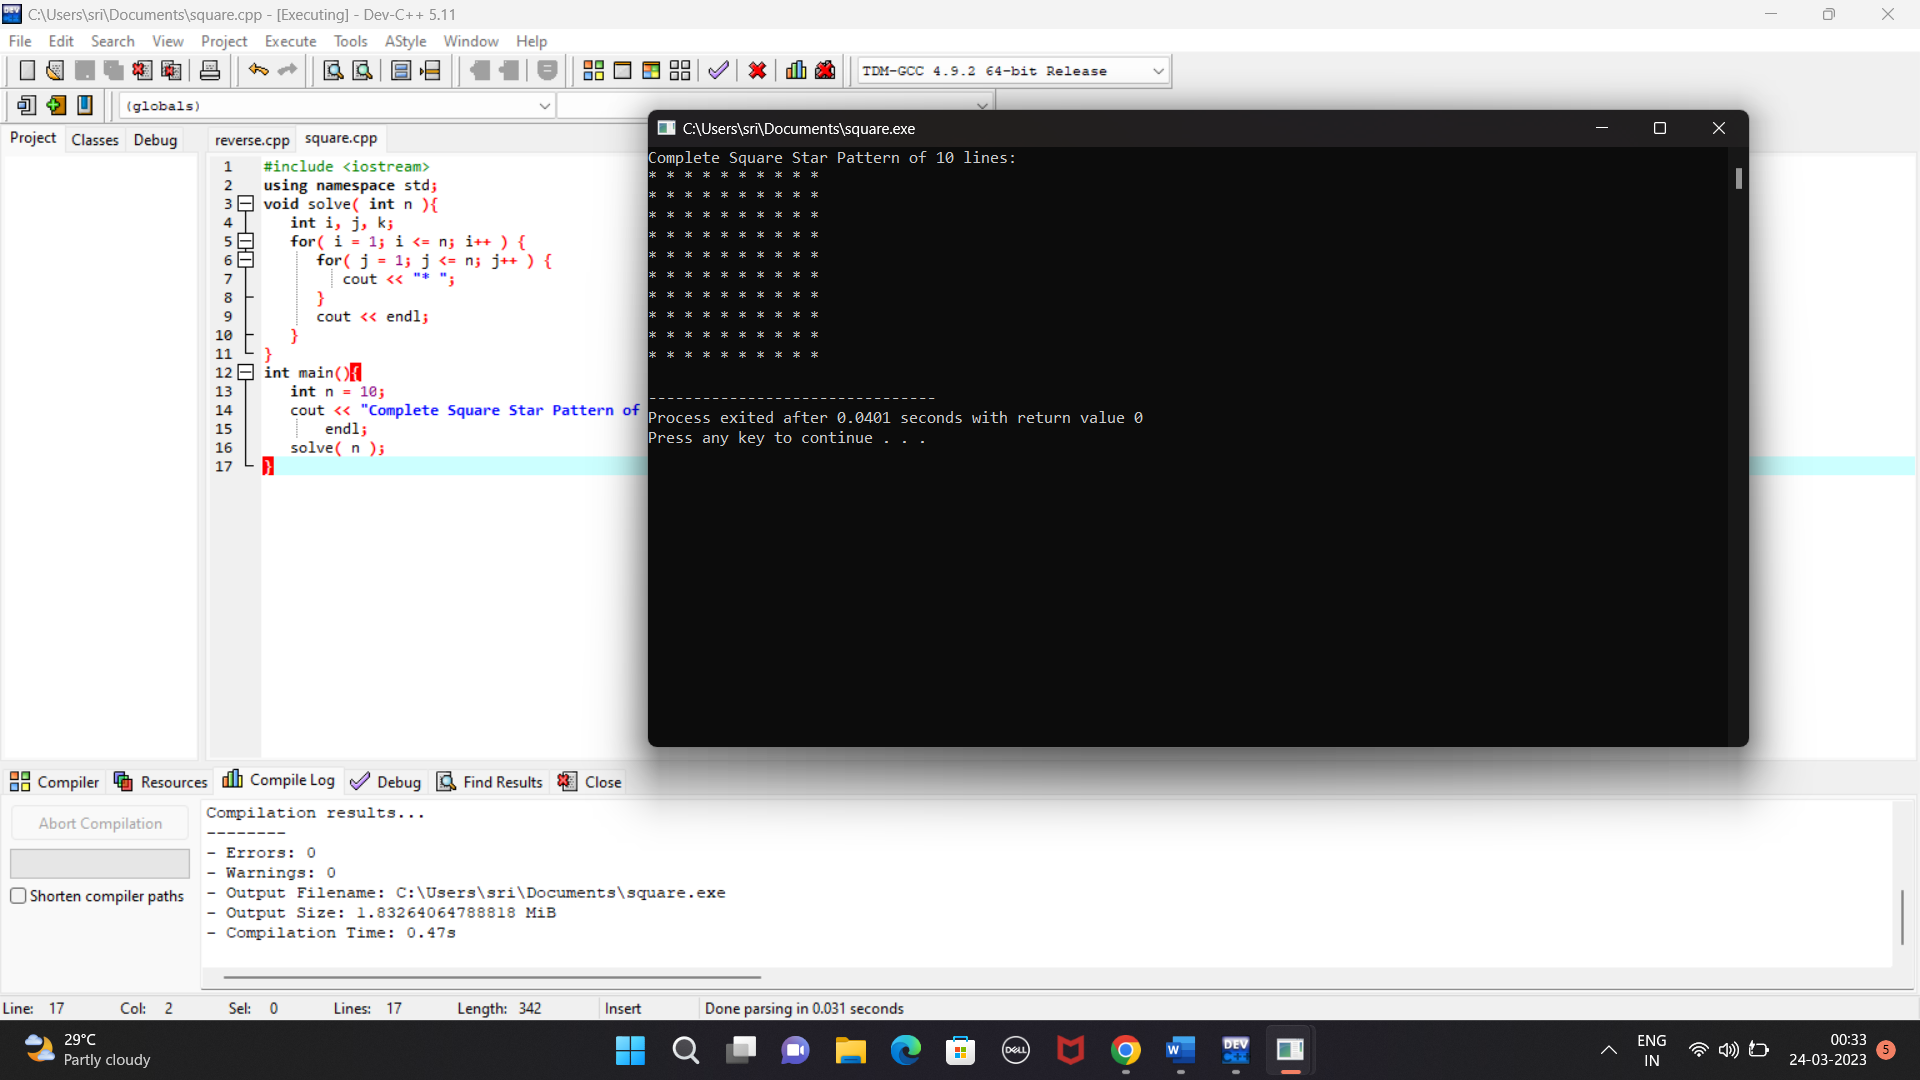 C:\Users\sri\Documents\square.cpp - [Executing] - Dev-C++ 5.11
File Edit Search View Project Execute Tools AStyle Window Help
TDM-GCC 4.9.2 64-bit Release
(globals)
Project Classes Debug
reverse.cpp square.cpp
1 #include <iostream>
2 using namespace std;
3 void solve( int n ){
4 int i, j, k;
5 for( i = 1; i <= n; i++ ) {
6 for( j = 1; j <= n; j++ ) {
7 cout << "* ";
8 }
9 cout << endl;
10 }
11 }
12 int main(){
13 int n = 10;
14 cout << "Complete Square Star Pattern of
15 endl;
16 solve( n );
17 }
C:\Users\sri\Documents\square.exe
Complete Square Star Pattern of 10 lines:
* * * * * * * * * *
* * * * * * * * * *
* * * * * * * * * *
* * * * * * * * * *
* * * * * * * * * *
* * * * * * * * * *
* * * * * * * * * *
* * * * * * * * * *
* * * * * * * * * *
* * * * * * * * * *
--------------------------------
Process exited after 0.0401 seconds with return value 0
Press any key to continue . . .
Compiler Resources Compile Log Debug Find Results Close
Abort Compilation
Shorten compiler paths
Compilation results...
--------
- Errors: 0
- Warnings: 0
- Output Filename: C:\Users\sri\Documents\square.exe
- Output Size: 1.83264064788818 MiB
- Compilation Time: 0.47s
Line: 17 Col: 2 Sel: 0 Lines: 17 Length: 342 Insert Done parsing in 0.031 seconds
29°C
Partly cloudy
DELL
W
DEV
C++
ENG
IN
00:33
24-03-2023
5